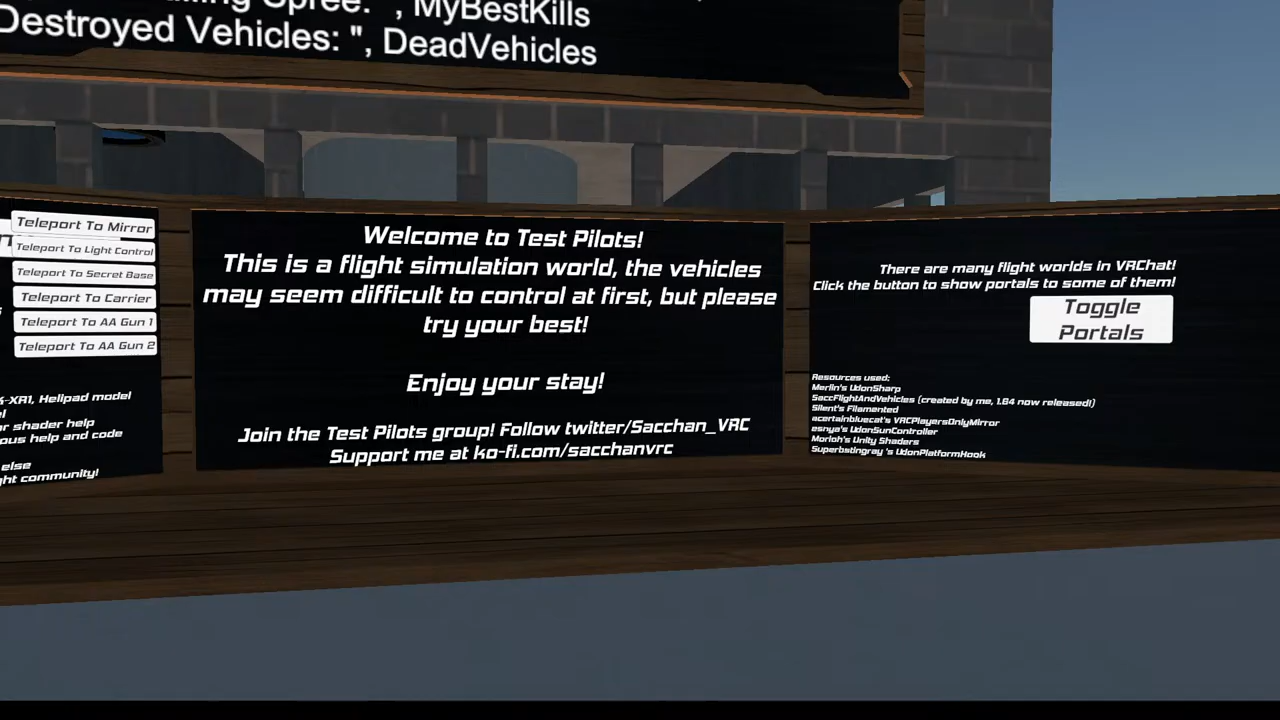 Spree: ", MyBestKills
Destroyed Vehicles: ", DeadVehicles
Teleport To Mirror
Teleport To Light Control
Teleport To Secret Base
Teleport To Carrier
Teleport To AA Gun 1
Teleport To AA Gun 2
-XR1, Helipad model
shader help
help and code
else
community!
Welcome to Test Pilots!
This is a flight simulation world, the vehicles
may seem difficult to control at first, but please
try your best!
Enjoy your stay!
Join the Test Pilots group! Follow twitter/Sacchan_VRC
Support me at ko-fi.com/sacchanvrc
There are many flight worlds in VRChat!
Click the button to show portals to some of them!
Toggle
Portals
Resources used:
Merlin's UdonSharp
SaccFlightAndVehicles (created by me, 1.64 now released!)
Silent's Filamented
acertainbluecat's VRCPlayersOnlyMirror
esnya's UdonSunController
Morioh's Unity Shaders
Superbstingray 's UdonPlatformHook